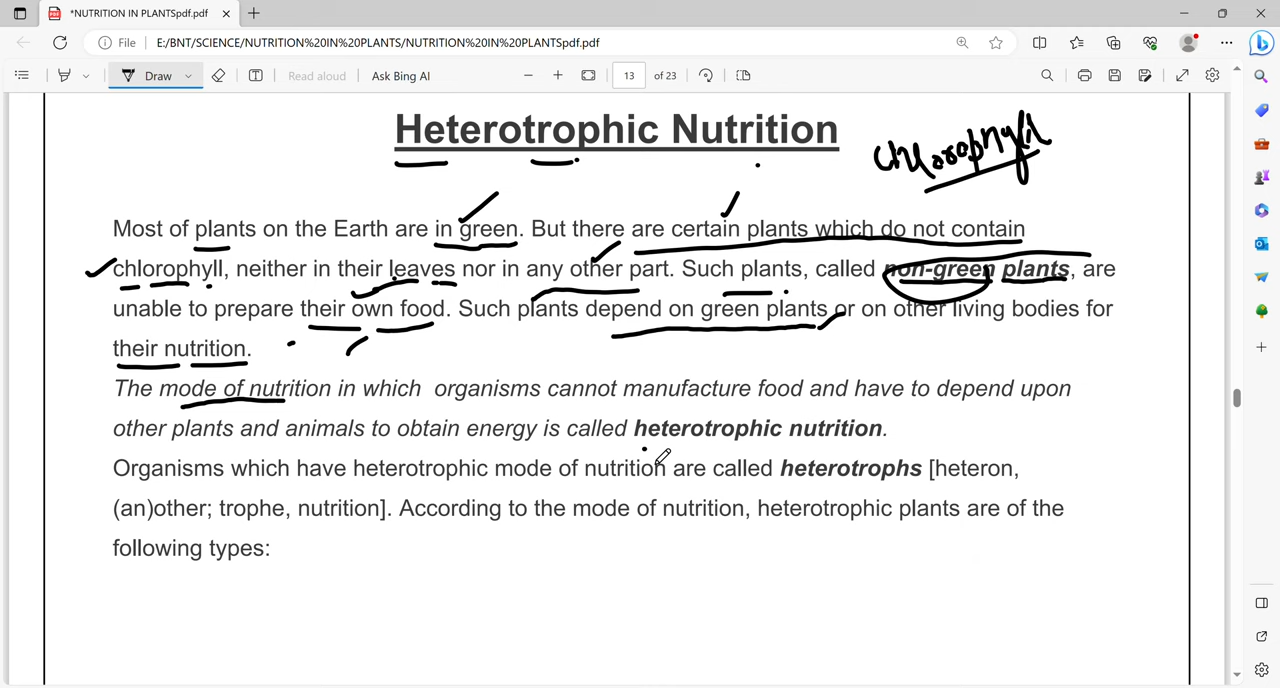 *NUTRITION IN PLANTSpdf.pdf
File E:/BNT/SCIENCE/NUTRITION%20IN%20PLANTS/NUTRITION%20IN%20PLANTSpdf.pdf
Draw Read aloud Ask Bing AI 13 of 23
Heterotrophic Nutrition
chlorophyll
Most of plants on the Earth are in green. But there are certain plants which do not contain
chlorophyll, neither in their leaves nor in any other part. Such plants, called non-green plants, are
unable to prepare their own food. Such plants depend on green plants or on other living bodies for
their nutrition.
The mode of nutrition in which organisms cannot manufacture food and have to depend upon
other plants and animals to obtain energy is called heterotrophic nutrition.
Organisms which have heterotrophic mode of nutrition are called heterotrophs [heteron,
(an)other; trophe, nutrition]. According to the mode of nutrition, heterotrophic plants are of the
following types: